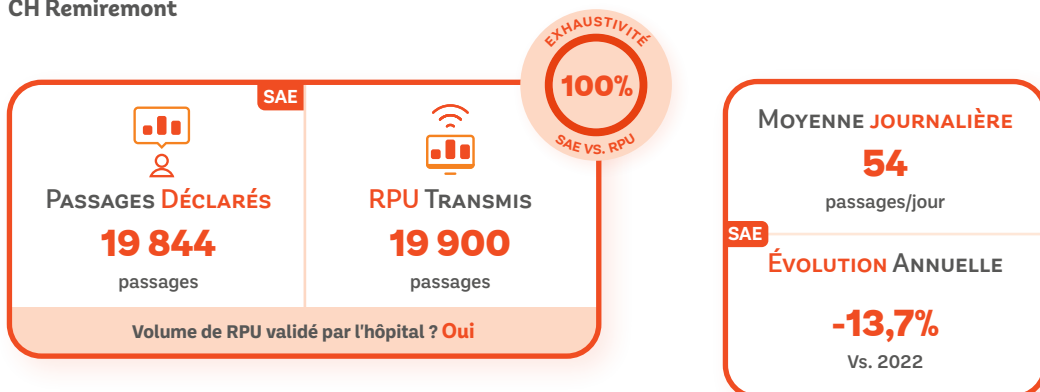 CH Remiremont
EXHAUSTIVITÉ
100%
SAE VS. RPU
SAE
PASSAGES DÉCLARÉS
19 844
passages
RPU TRANSMIS
19 900
passages
Volume de RPU validé par l'hôpital ? Oui
MOYENNE JOURNALIÈRE
54
passages/jour
SAE
ÉVOLUTION ANNUELLE
-13,7%
Vs. 2022